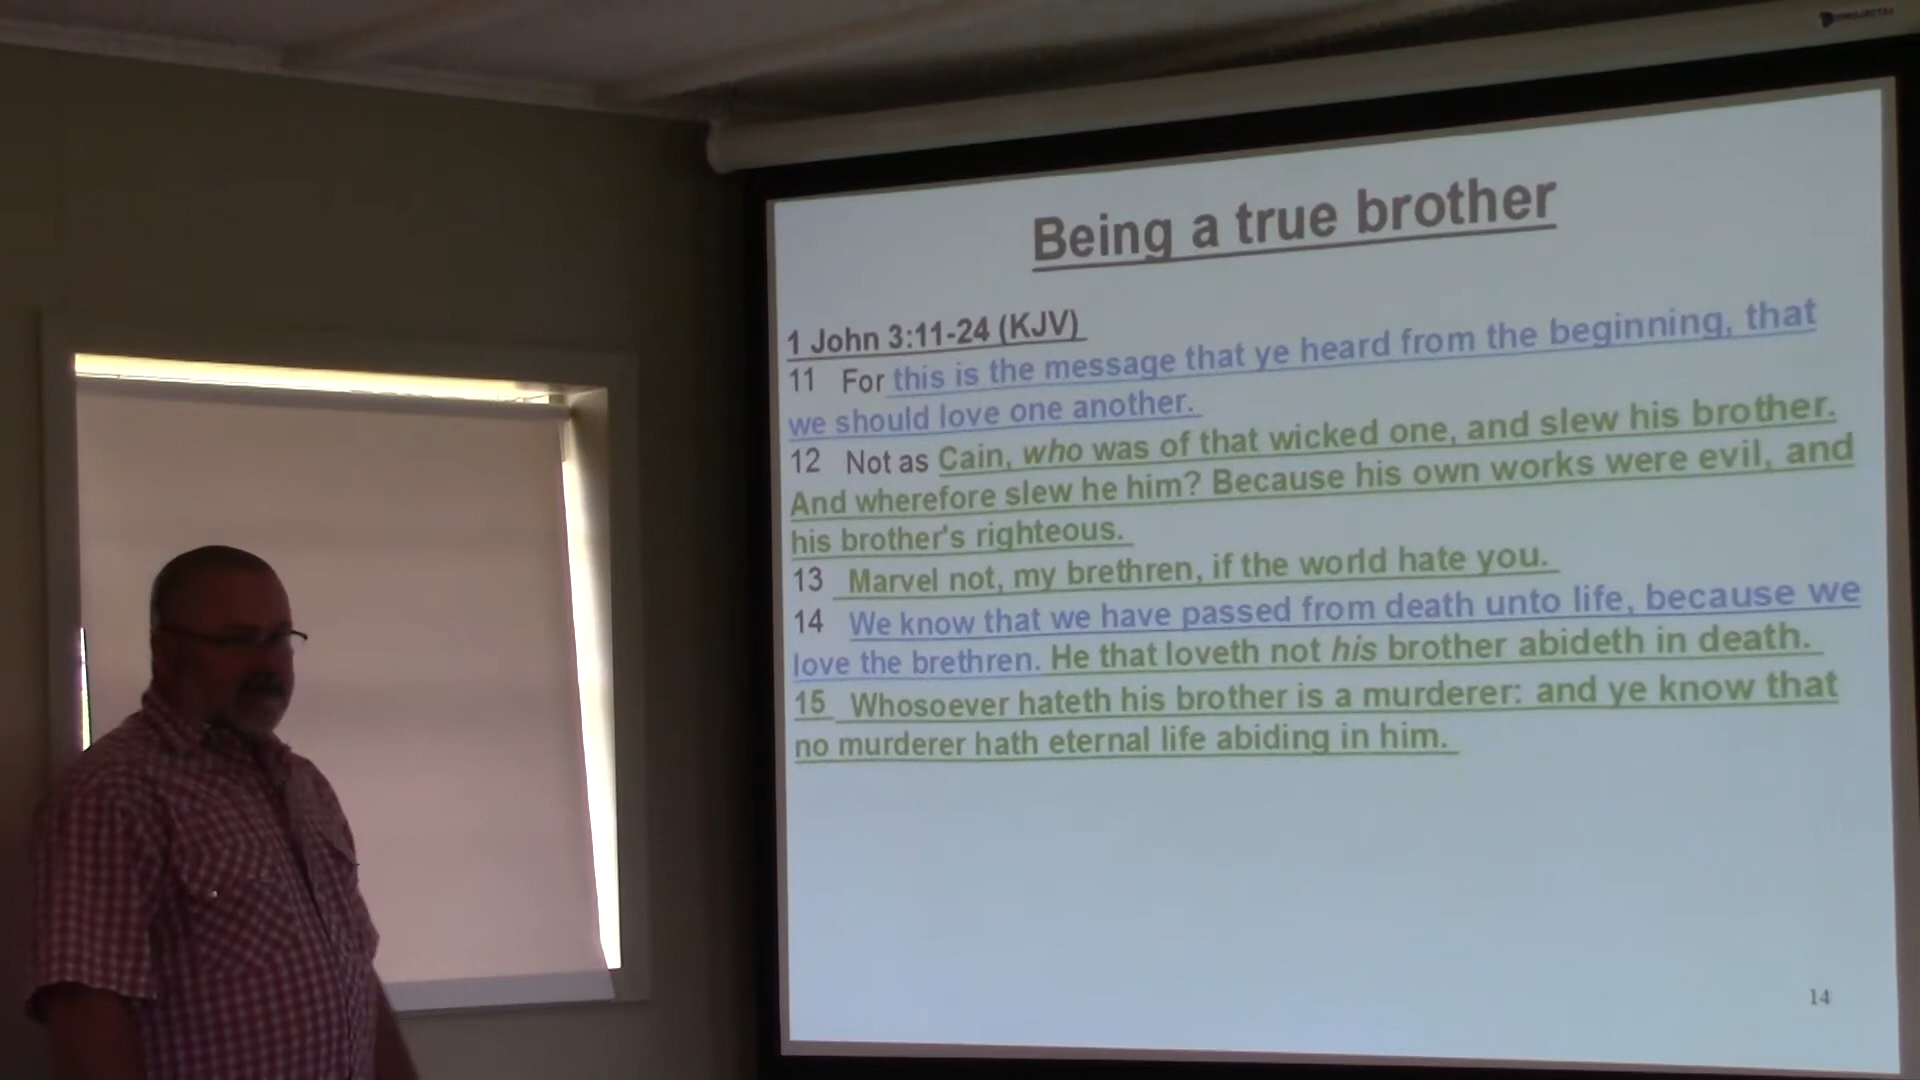 Being a true brother
1 John 3:11-24 (KJV)
11 For this is the message that ye heard from the beginning, that
we should love one another.
12 Not as Cain, who was of that wicked one, and slew his brother.
And wherefore slew he him? Because his own works were evil, and
his brother's righteous.
13 Marvel not, my brethren, if the world hate you.
14 We know that we have passed from death unto life, because we
love the brethren. He that loveth not his brother abideth in death.
15 Whosoever hateth his brother is a murderer: and ye know that
no murderer hath eternal life abiding in him.
14